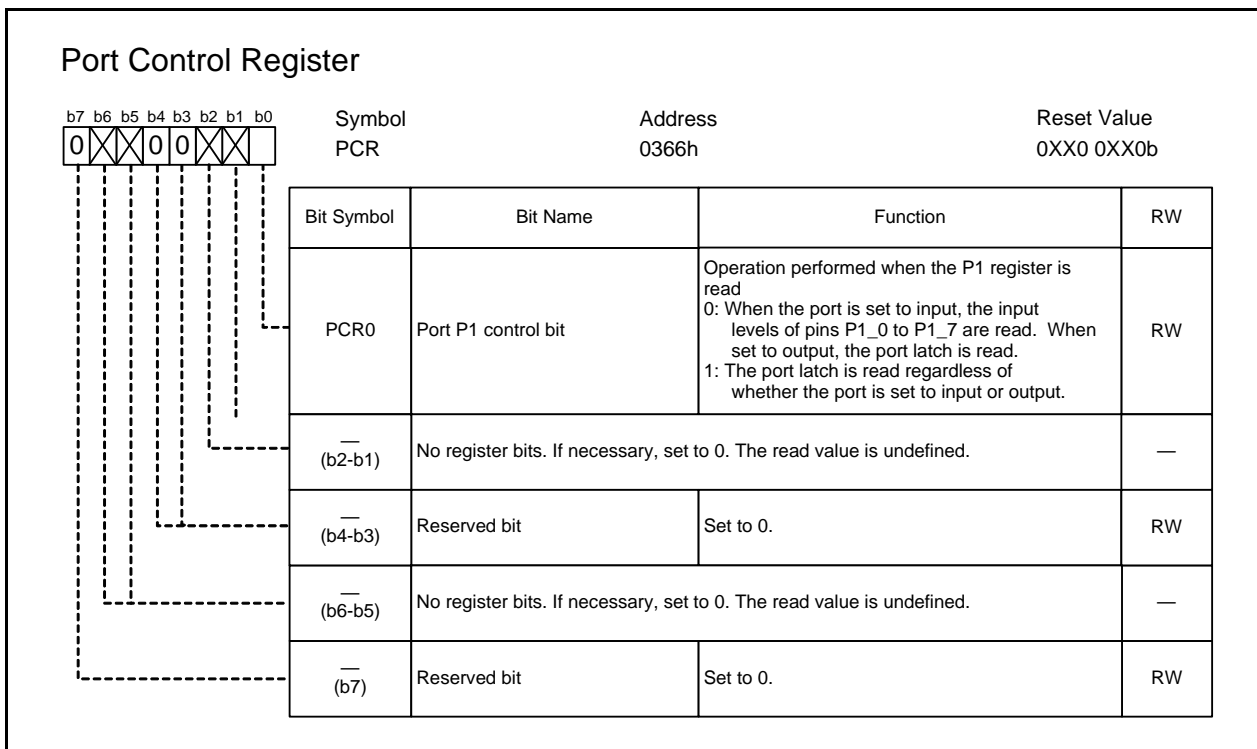 Port Control Register
b7 b6 b5 b4 b3 b2 b1 b0
0 0 0
Symbol Address Reset Value
PCR 0366h 0XX0 0XX0b
Bit Symbol Bit Name Function RW
PCR0 Port P1 control bit
Operation performed when the P1 register is
read
0: When the port is set to input, the input
levels of pins P1_0 to P1_7 are read. When
set to output, the port latch is read.
1: The port latch is read regardless of
whether the port is set to input or output.
RW
—
(b2-b1)
No register bits. If necessary, set to 0. The read value is undefined. —
—
(b4-b3)
Reserved bit Set to 0. RW
—
(b6-b5)
No register bits. If necessary, set to 0. The read value is undefined. —
—
(b7)
Reserved bit Set to 0. RW